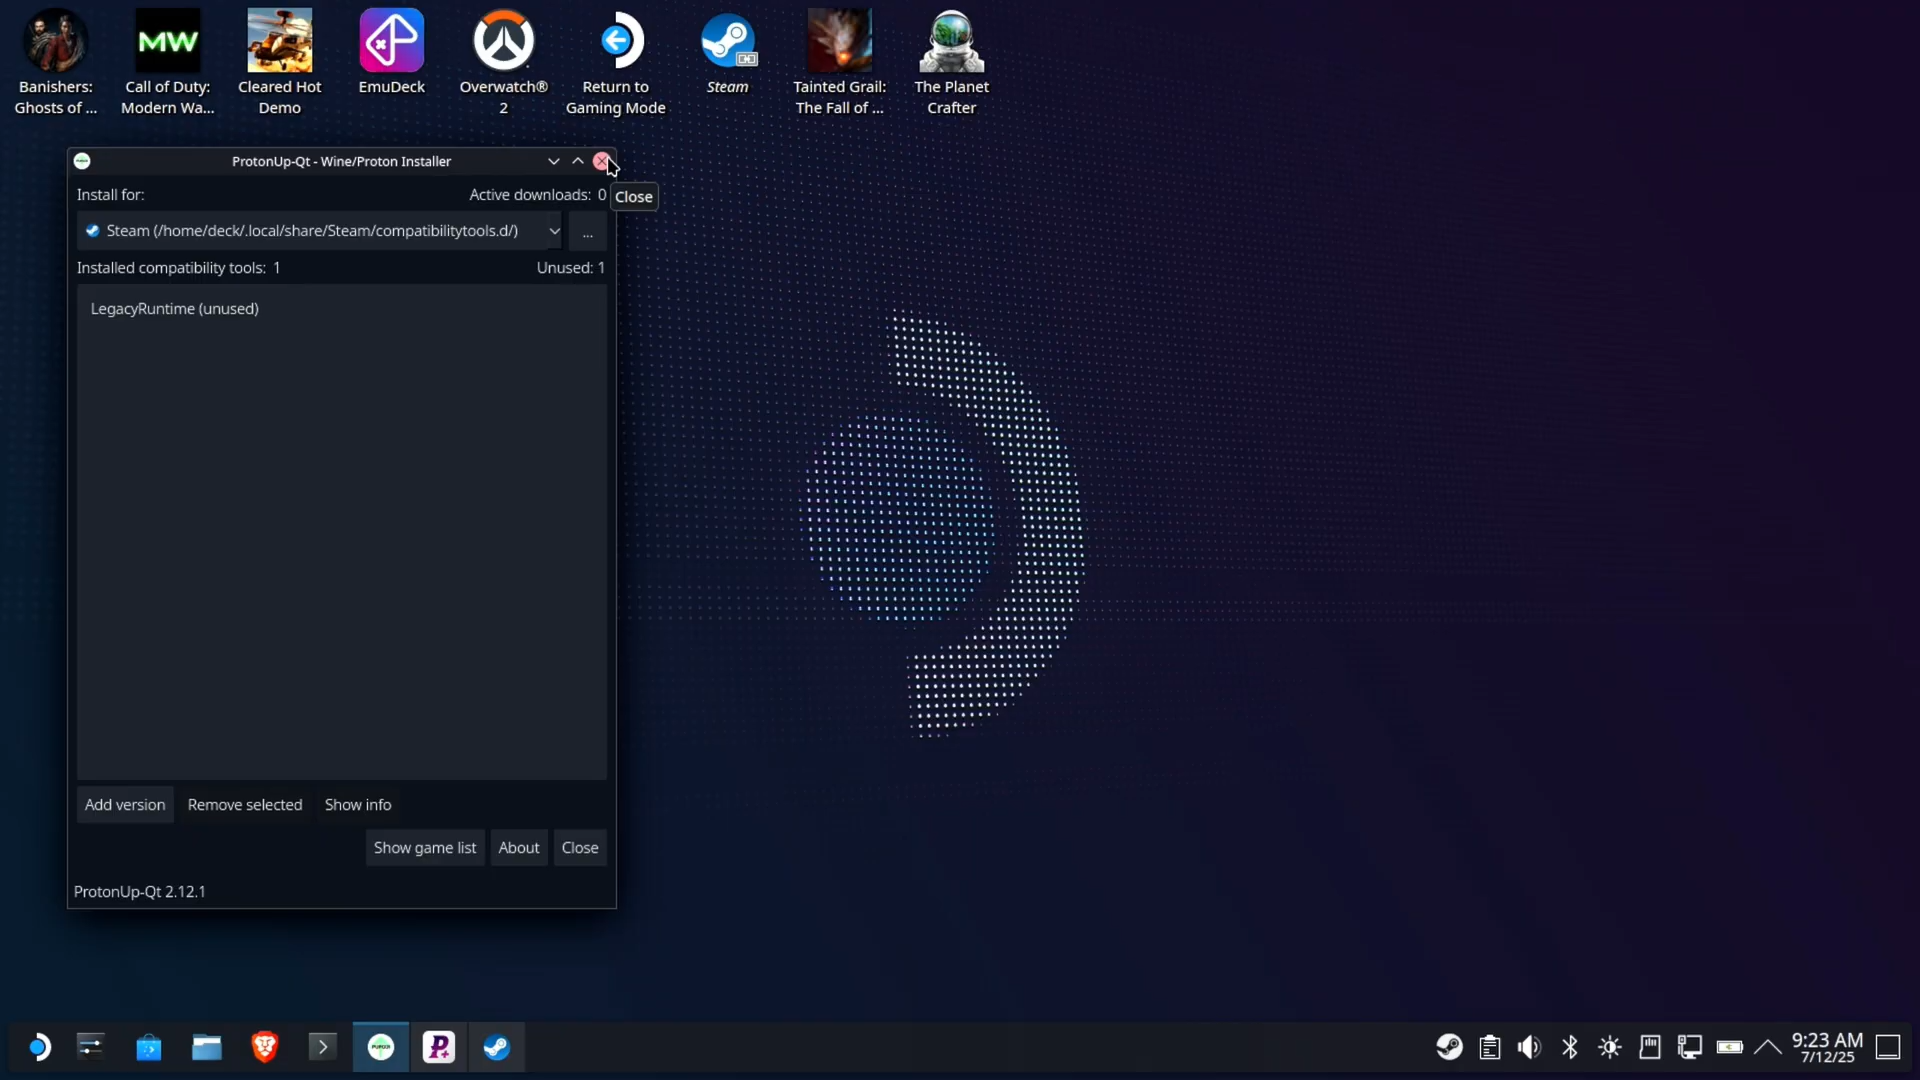 MW
Banishers:
Ghosts of ...
Call of Duty:
Modern Wa...
Cleared Hot
Demo
EmuDeck
Overwatch®
2
Return to
Gaming Mode
Steam
Tainted Grail:
The Fall of ...
The Planet
Crafter
ProtonUp-Qt - Wine/Proton Installer
Install for:
Active downloads: 0
Close
Steam (/home/deck/.local/share/Steam/compatibilitytools.d/)
...
Installed compatibility tools: 1
Unused: 1
LegacyRuntime (unused)
Add version
Remove selected
Show info
Show game list
About
Close
ProtonUp-Qt 2.12.1
9:23 AM
7/12/25